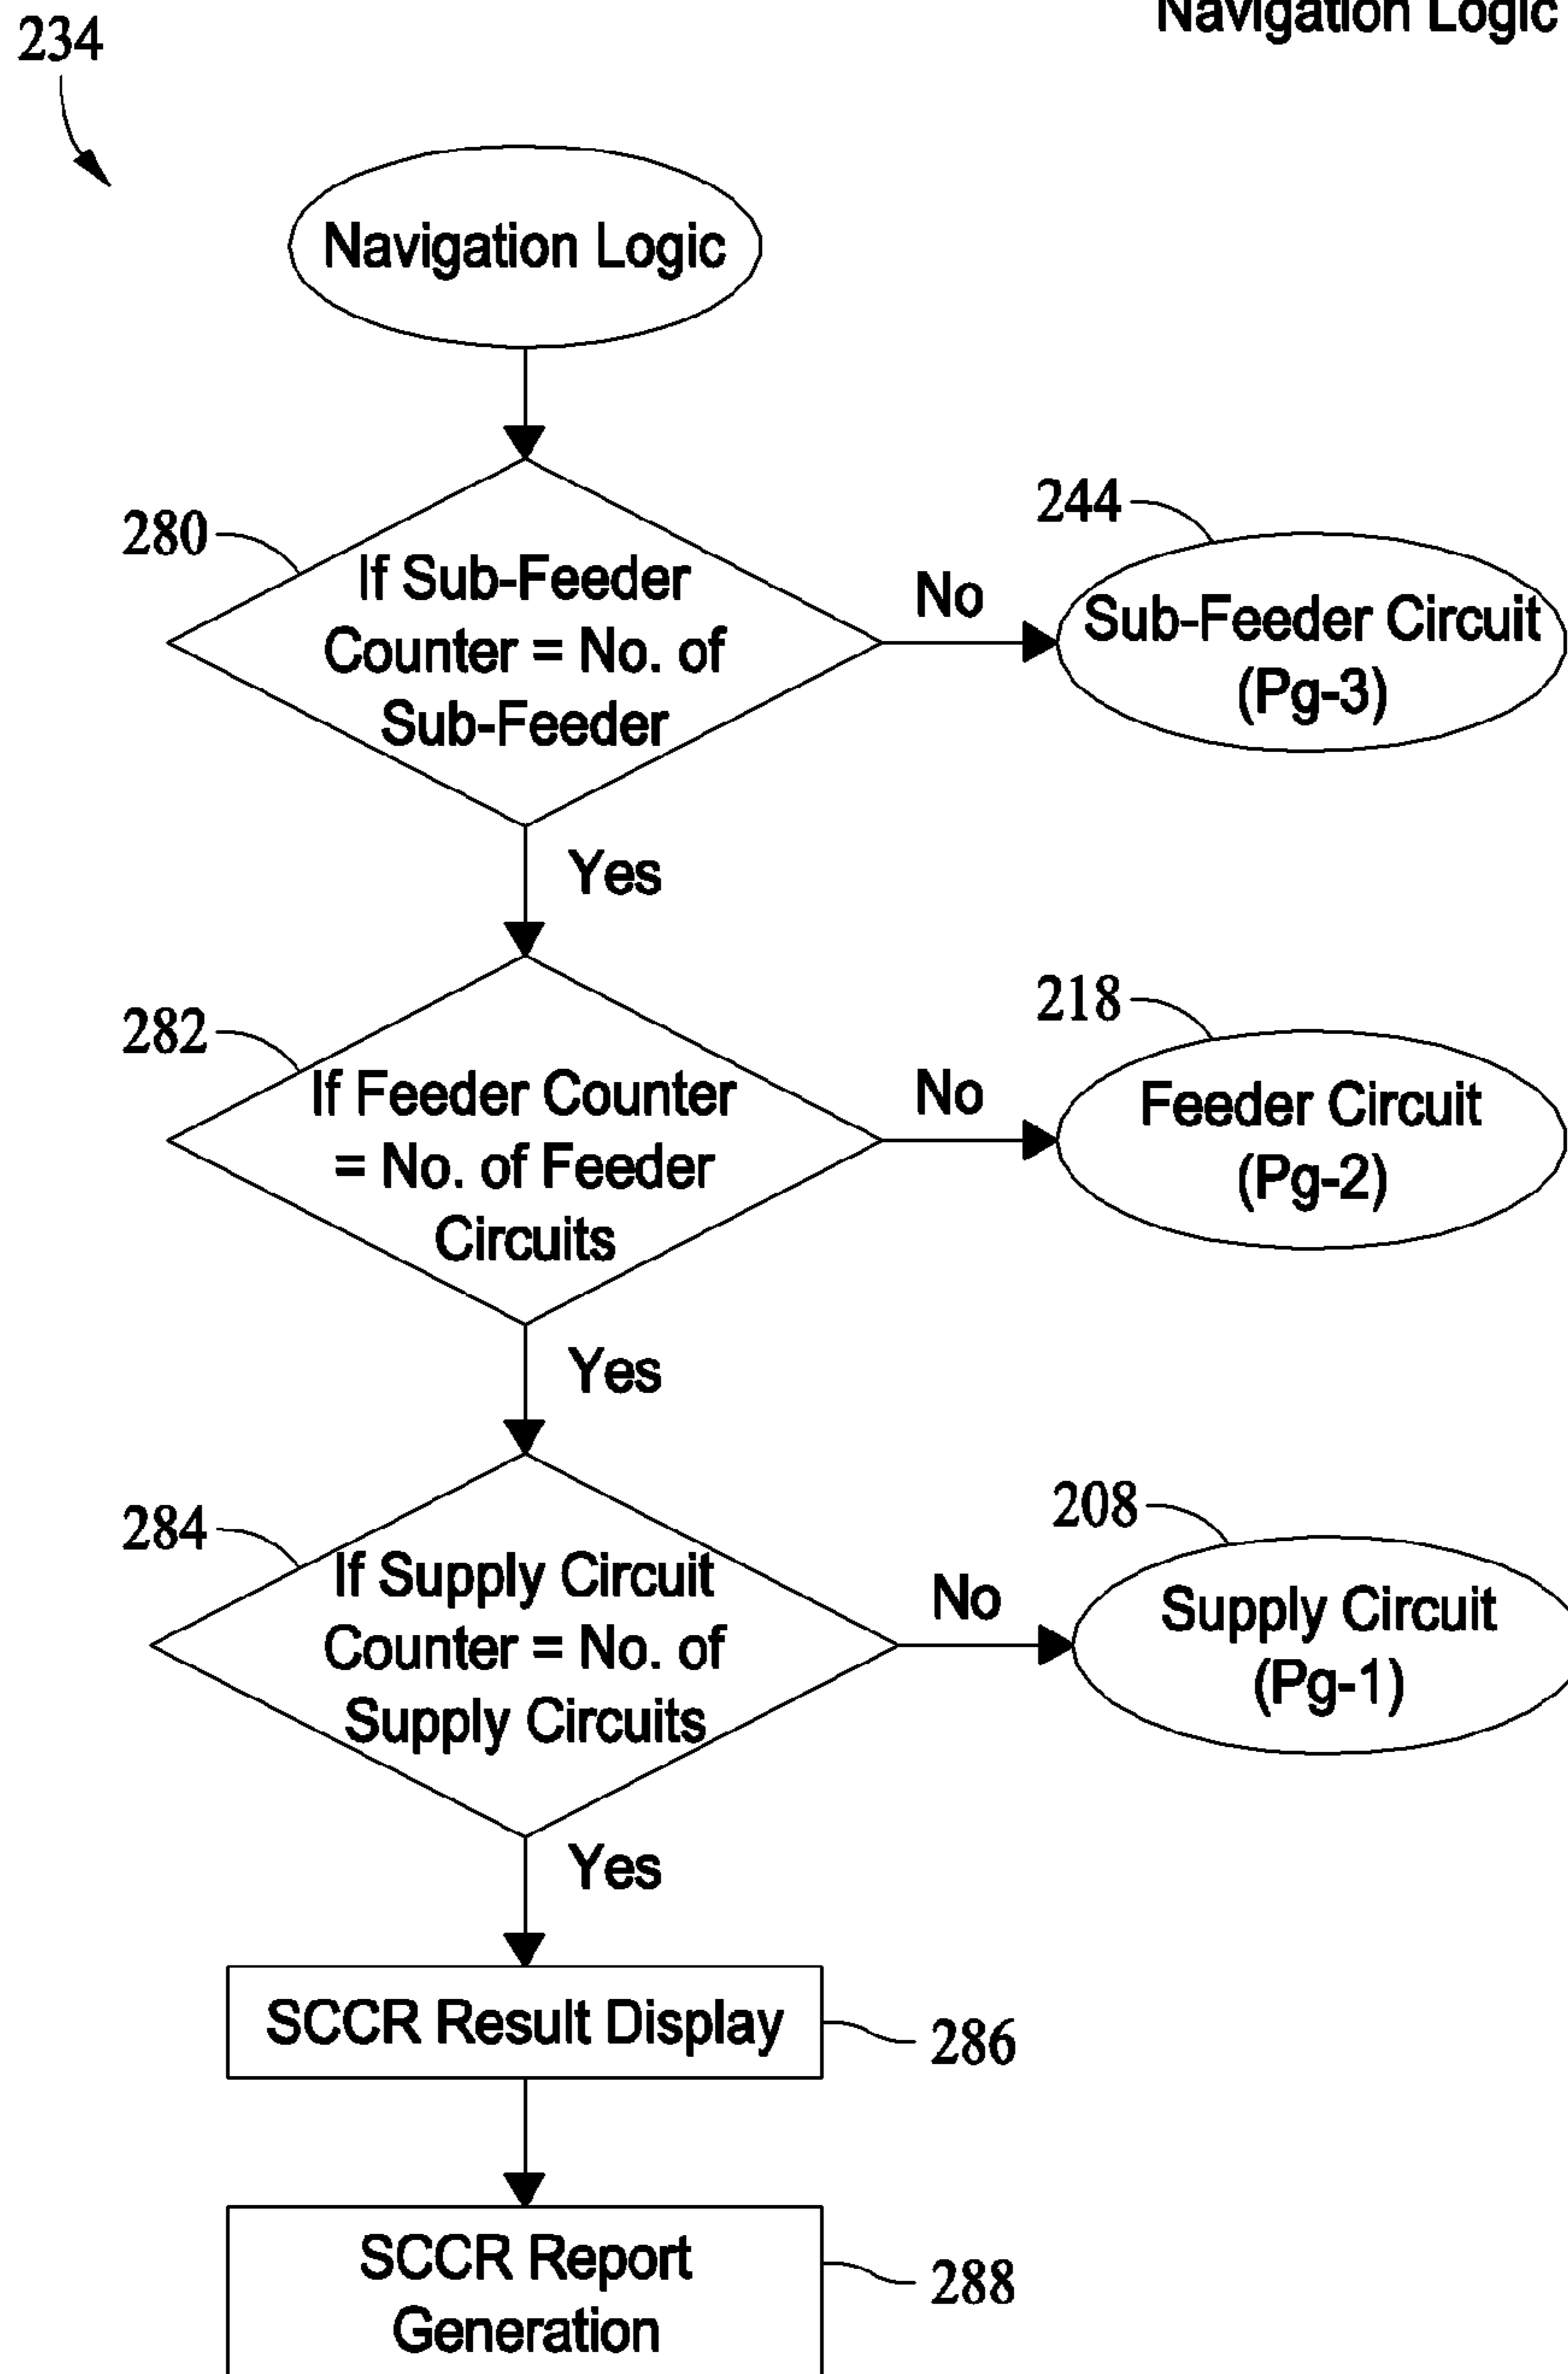 Navigation Logic
234
Navigation Logic
280
If Sub-Feeder
Counter = No. of
Sub-Feeder
No
244
Sub-Feeder Circuit
(Pg-3)
Yes
282
If Feeder Counter
= No. of Feeder
Circuits
No
218
Feeder Circuit
(Pg-2)
Yes
284
If Supply Circuit
Counter = No. of
Supply Circuits
No
208
Supply Circuit
(Pg-1)
Yes
SCCR Result Display
286
SCCR Report
Generation
288